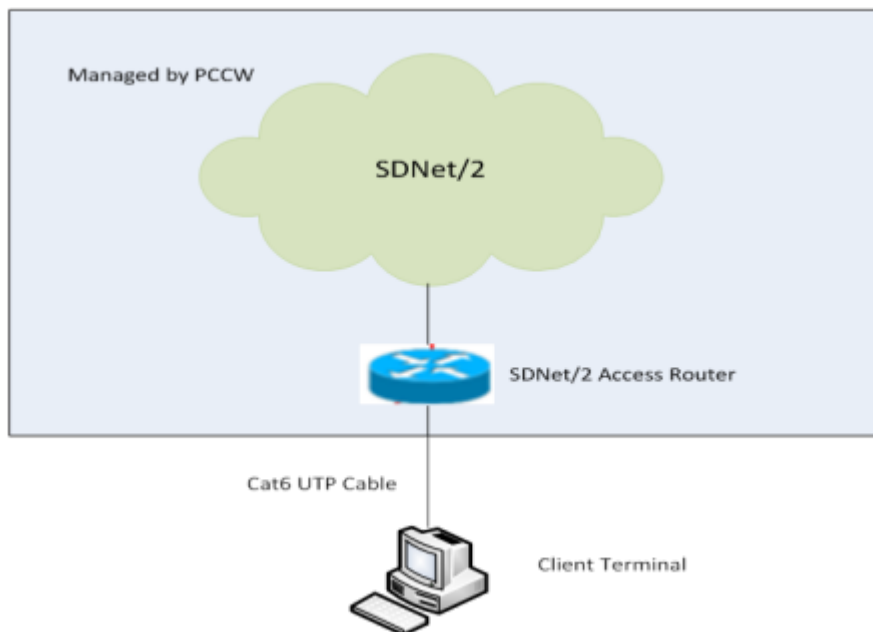 Managed by PCCW
SDNet/2
SDNet/2 Access Router
Cat6 UTP Cable
Client Terminal